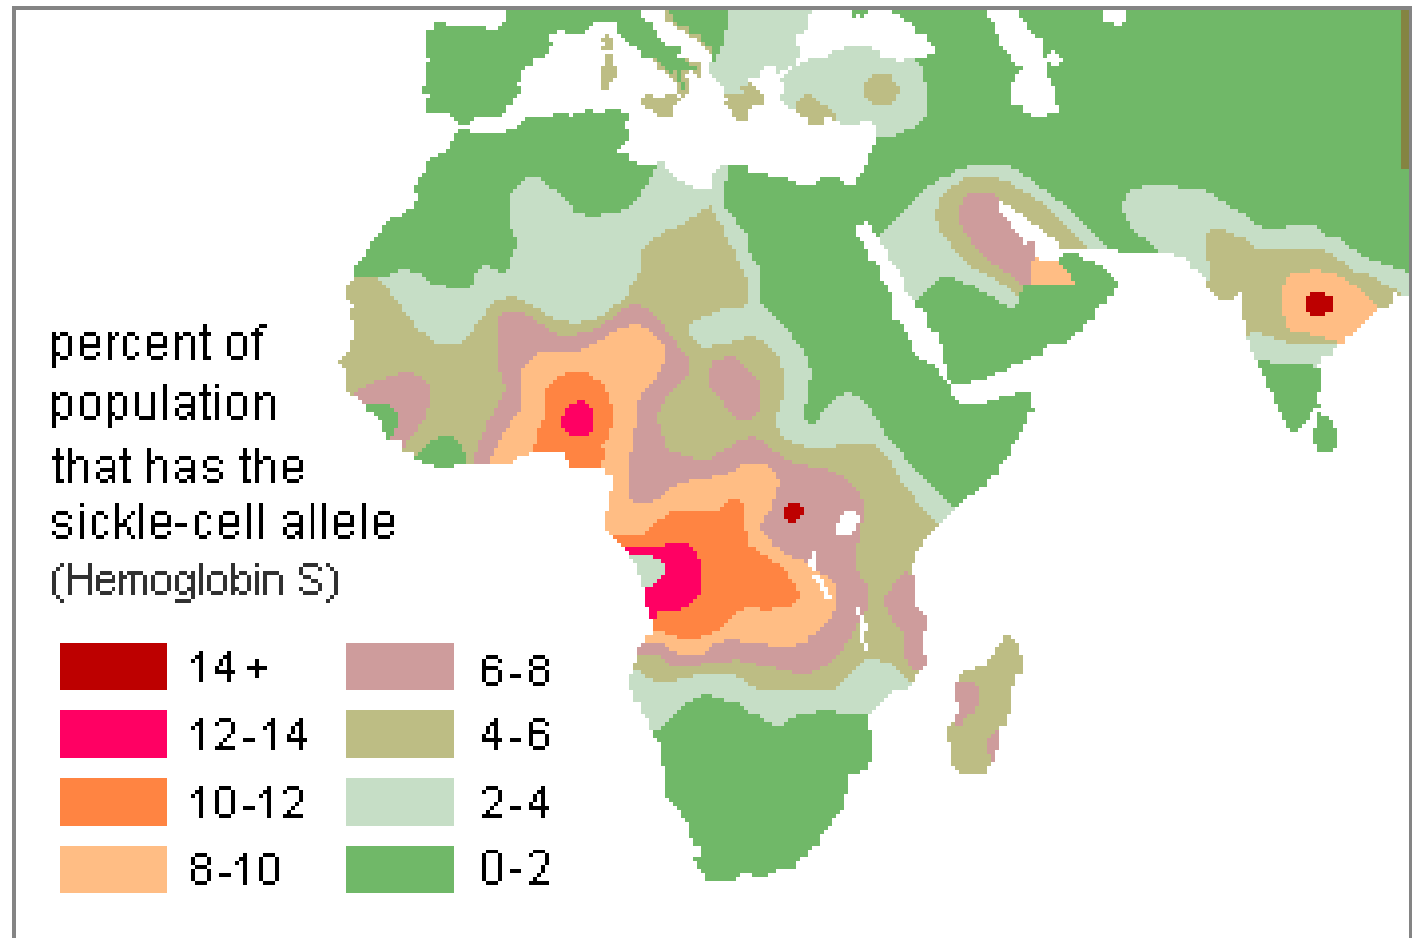 percent of
population
that has the
sickle-cell allele
(Hemoglobin S)
14+ 6-8
12-14 4-6
10-12 2-4
8-10 0-2